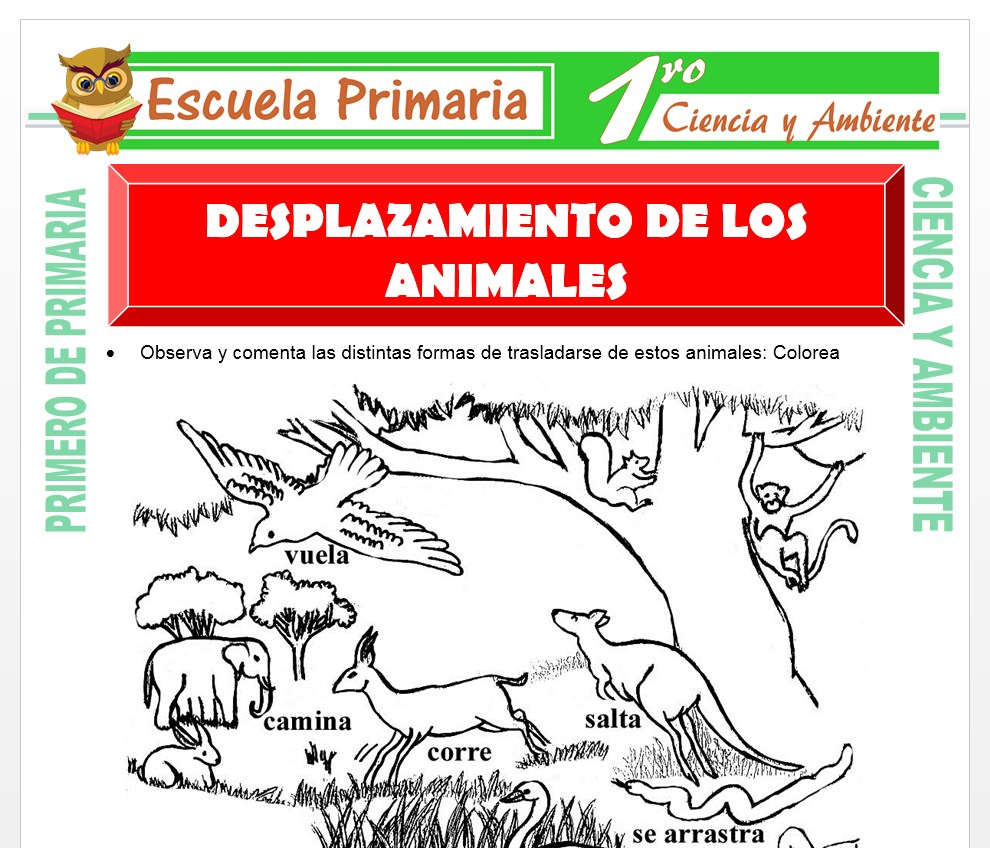 Escuela Primaria
1ro
Ciencia y Ambiente
PRIMERO DE PRIMARIA
CIENCIA Y AMBIENTE
DESPLAZAMIENTO DE LOS
ANIMALES
• Observa y comenta las distintas formas de trasladarse de estos animales: Colorea
vuela
camina
corre
salta
se arrastra